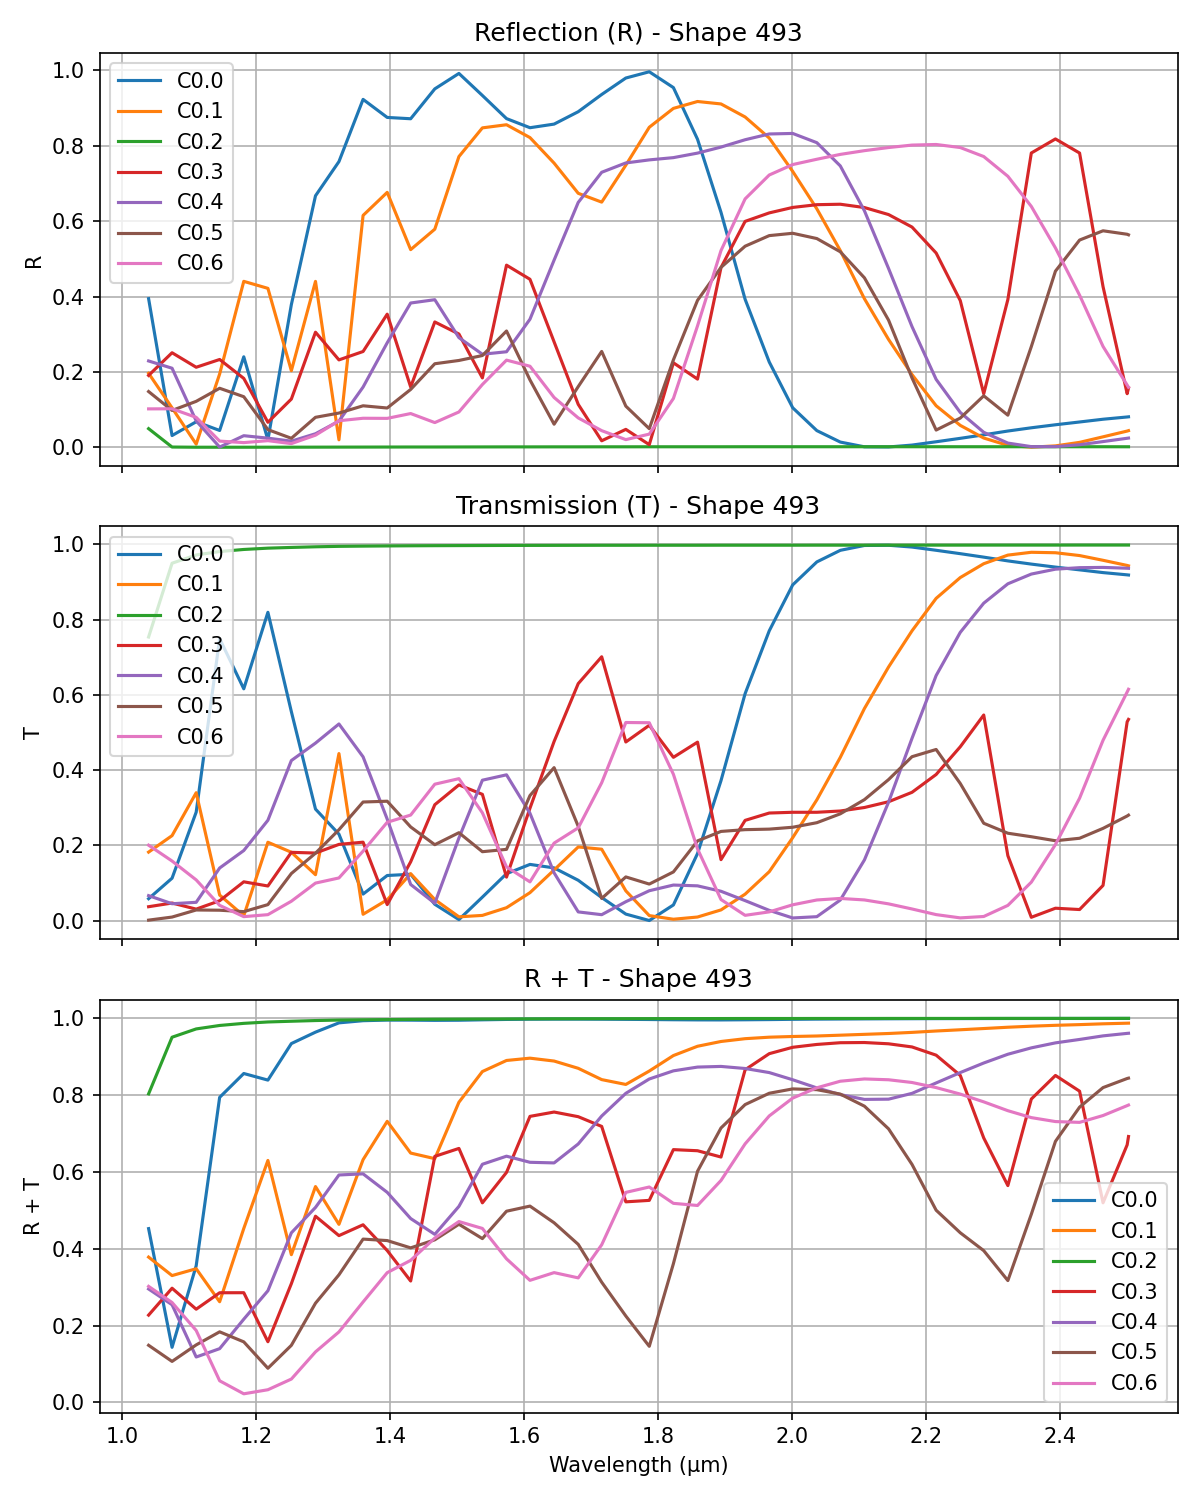 Reflection (R) - Shape 493
1.0
0.8
0.6
0.4
0.2
0.0
R
C0.0
C0.1
C0.2
C0.3
C0.4
C0.5
C0.6
Transmission (T) - Shape 493
1.0
0.8
0.6
0.4
0.2
0.0
T
C0.0
C0.1
C0.2
C0.3
C0.4
C0.5
C0.6
R + T - Shape 493
1.0
0.8
0.6
0.4
0.2
0.0
R + T
C0.0
C0.1
C0.2
C0.3
C0.4
C0.5
C0.6
1.0 1.2 1.4 1.6 1.8 2.0 2.2 2.4
Wavelength (μm)